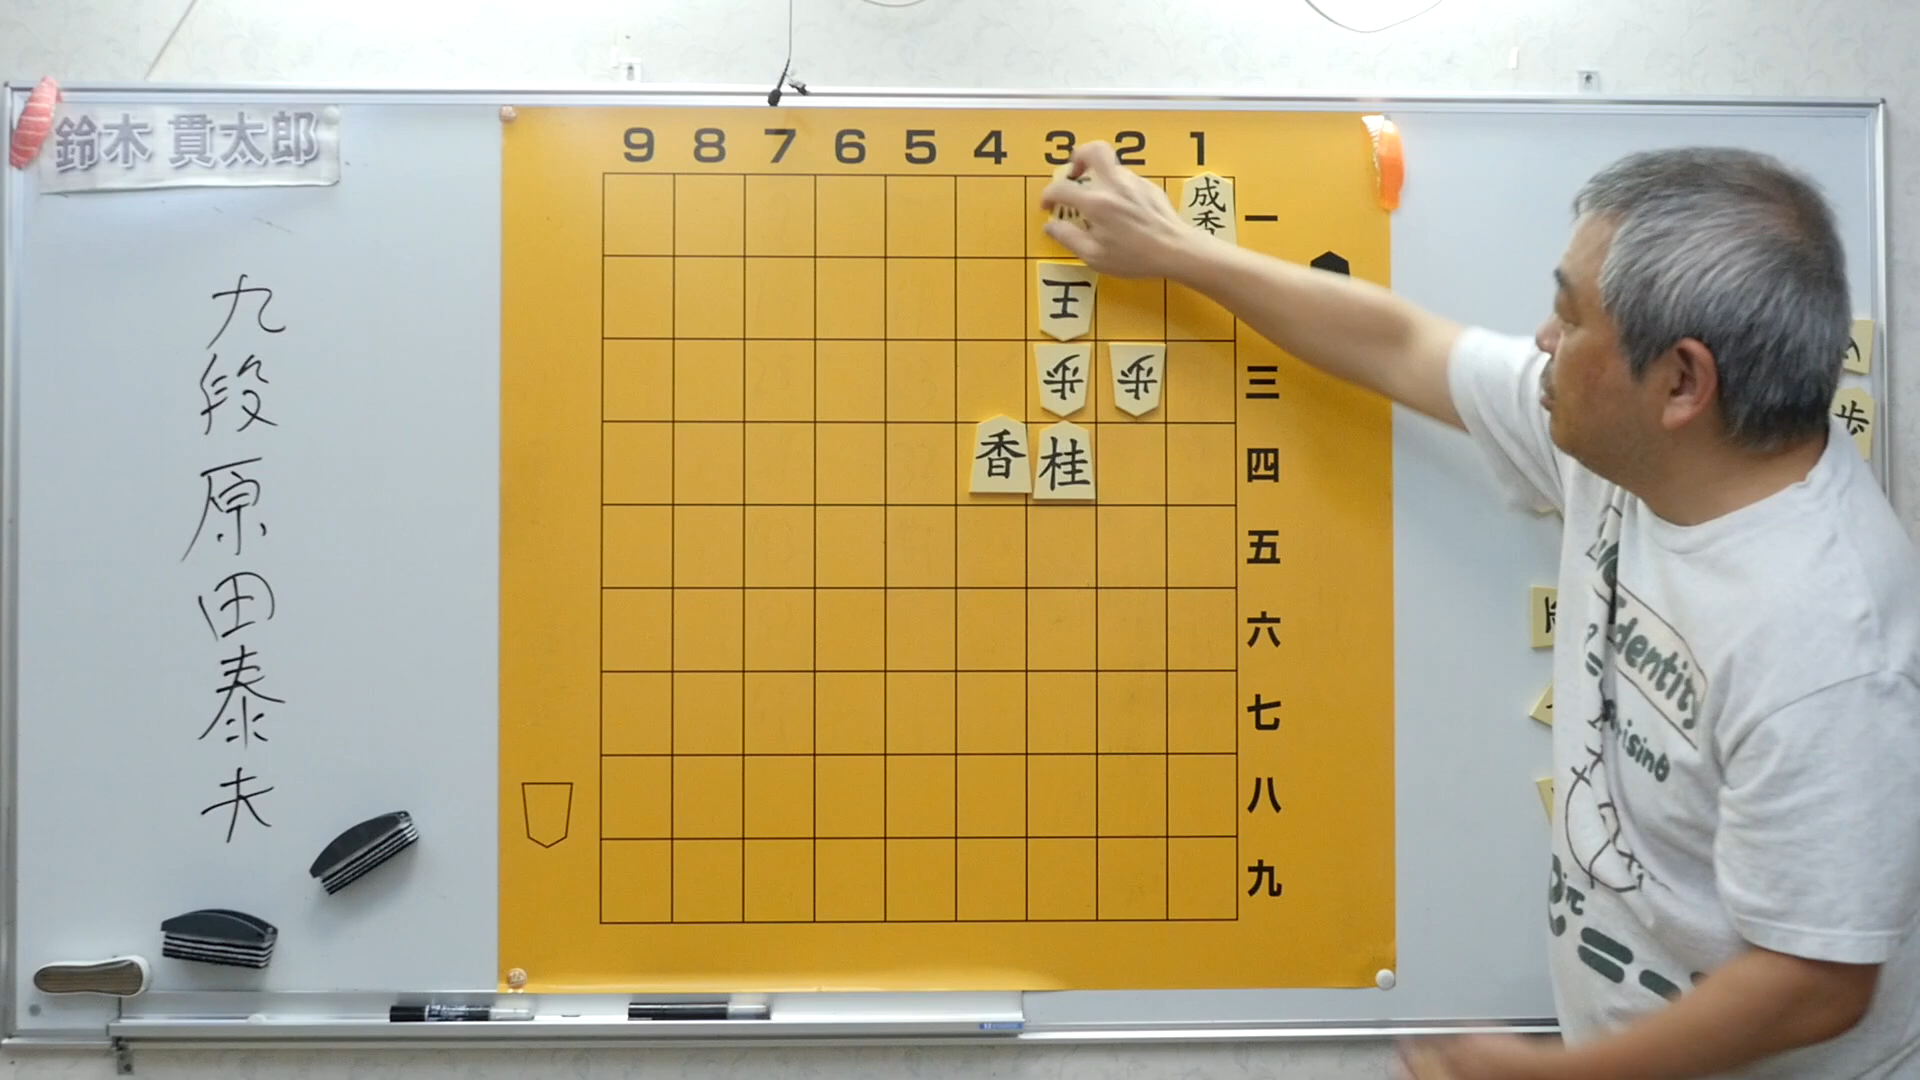 鈴木 貫太郎
九段 原田泰夫
9 8 7 6 5 4 3 2 1
成香
一
王
歩 歩
三
香 桂
四
五
六
七
八
九
歩
Identity